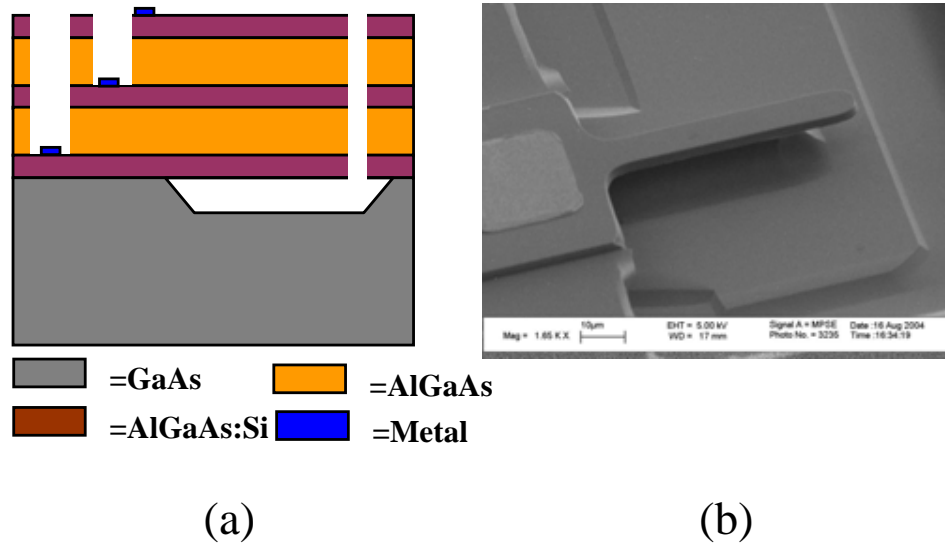 10µm
EHT = 5.00 kV
Signal A = MPSE
Date :16 Aug 2004
Mag = 1.65 K X
WD = 17 mm
Photo No. = 3235
Time :16:34:19
=GaAs
=AlGaAs
=AlGaAs:Si
=Metal
(a)
(b)